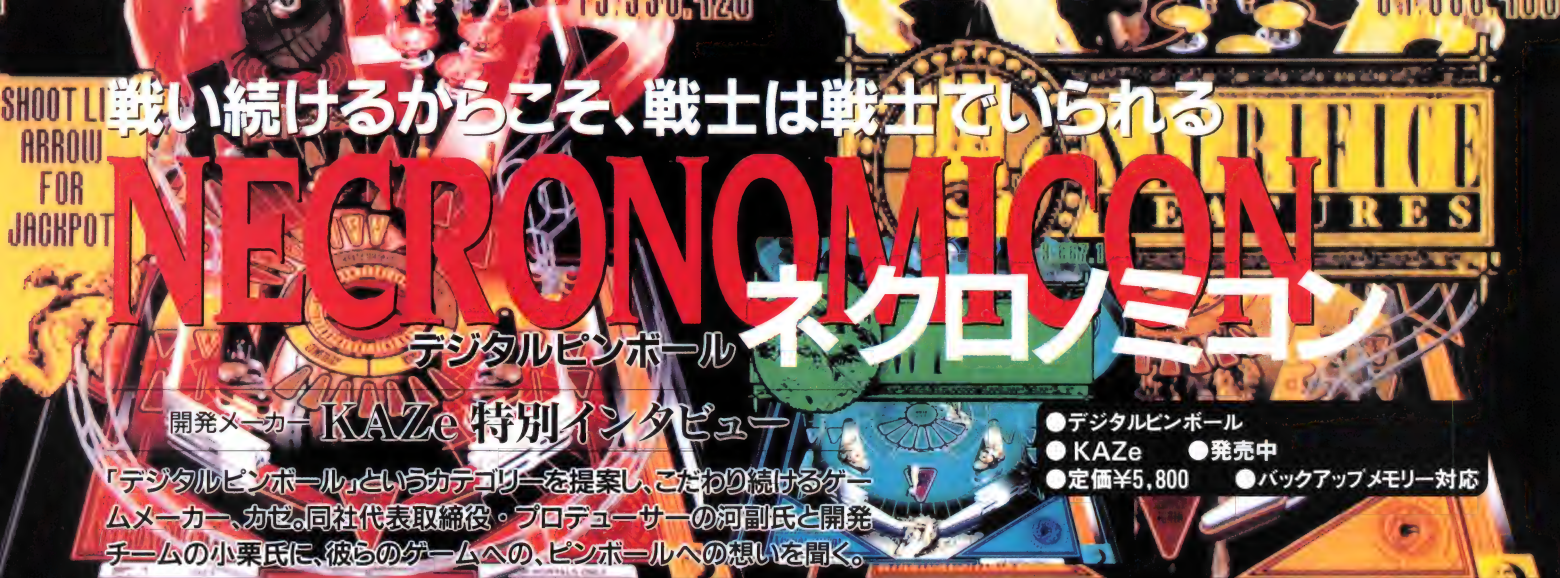 戦い続けるからこそ、戦士は戦士でいられる
SHOOT
ARROW
FOR
JACKPOT
NECRONOMICON
デジタルピンボール ネクロノミコン
開発メーカー KAZe 特別インタビュー
「デジタルピンボール」というカテゴリーを提案し、こだわり続けるゲー
ムメーカー、カゼ。同社代表取締役・プロデューサーの河副氏と開発
チームの小栗氏に、彼らのゲームへの、ピンボールへの想いを聞く。
●デジタルピンボール
●KAZe ●発売中
●定価¥5,800 ●バックアップメモリー対応